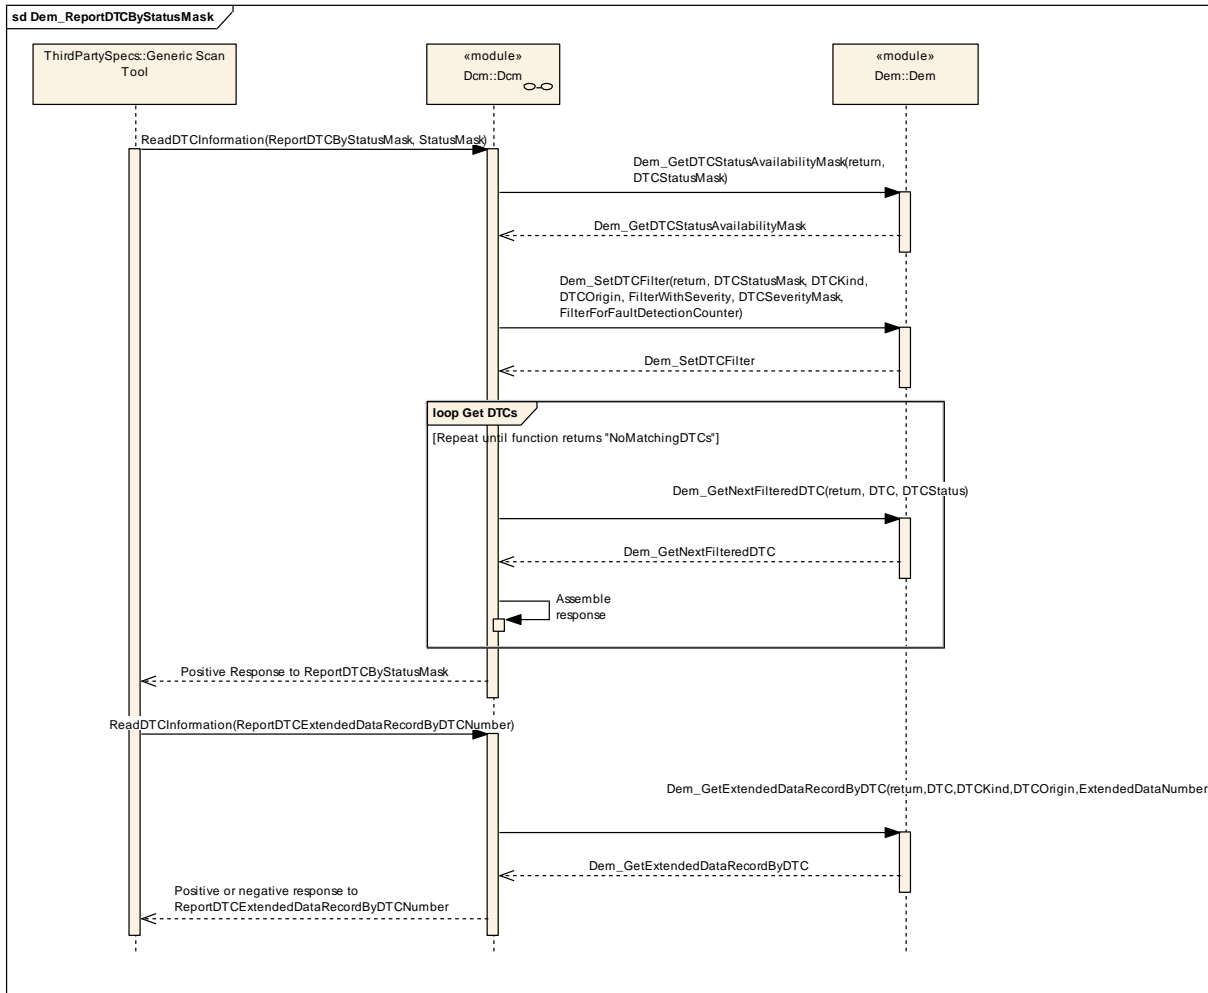 sd Dem_ReportDTCByStatusMask
ThirdPartySpecs::Generic Scan
Tool
«module»
Dcm::Dcm
«module»
Dem::Dem
ReadDTCInformation(ReportDTCByStatusMask, StatusMask)
Dem_GetDTCStatusAvailabilityMask(return,
DTCStatusMask)
Dem_GetDTCStatusAvailabilityMask
Dem_SetDTCFilter(return, DTCStatusMask, DTCKind,
DTCOrigin, FilterWithSeverity, DTCSeverityMask,
FilterForFaultDetectionCounter)
Dem_SetDTCFilter
loop Get DTCs
[Repeat until function returns "NoMatchingDTCs"]
Dem_GetNextFilteredDTC(return, DTC, DTCStatus)
Dem_GetNextFilteredDTC
Assemble
response
Positive Response to ReportDTCByStatusMask
ReadDTCInformation(ReportDTCExtendedDataRecordByDTCNumber)
Dem_GetExtendedDataRecordByDTC(return,DTC,DTCKind,DTCOrigin,ExtendedDataNumber
Dem_GetExtendedDataRecordByDTC
Positive or negative response to
ReportDTCExtendedDataRecordByDTCNumber